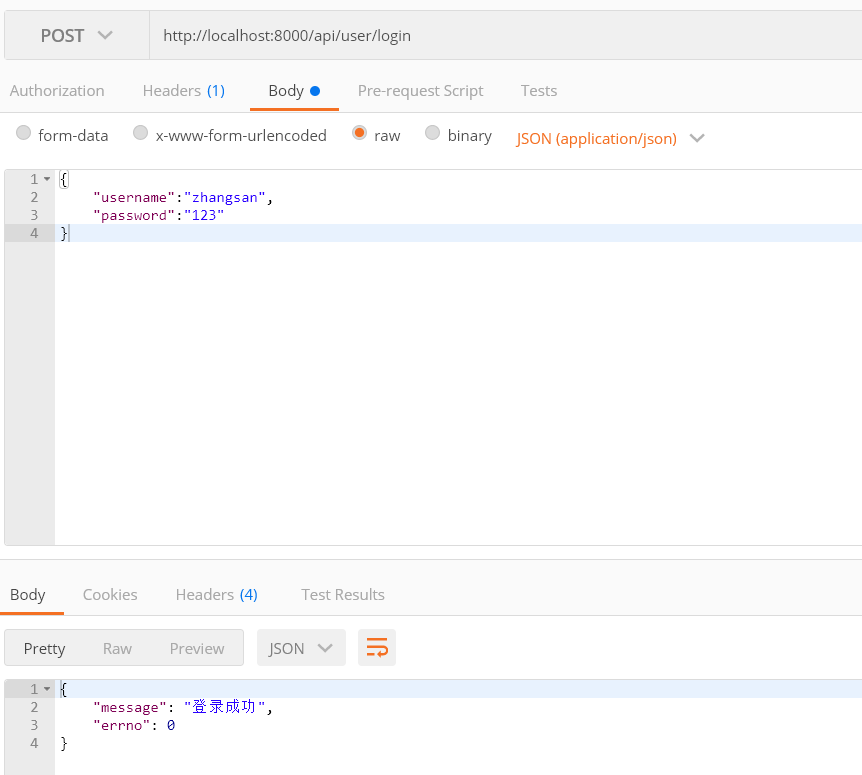 POST http://localhost:8000/api/user/login
Authorization Headers (1) Body Pre-request Script Tests
form-data x-www-form-urlencoded raw binary JSON (application/json)
1 {
2 "username":"zhangsan",
3 "password":"123"
4 }
Body Cookies Headers (4) Test Results
Pretty Raw Preview JSON
1 {
2 "message": "登录成功",
3 "errno": 0
4 }